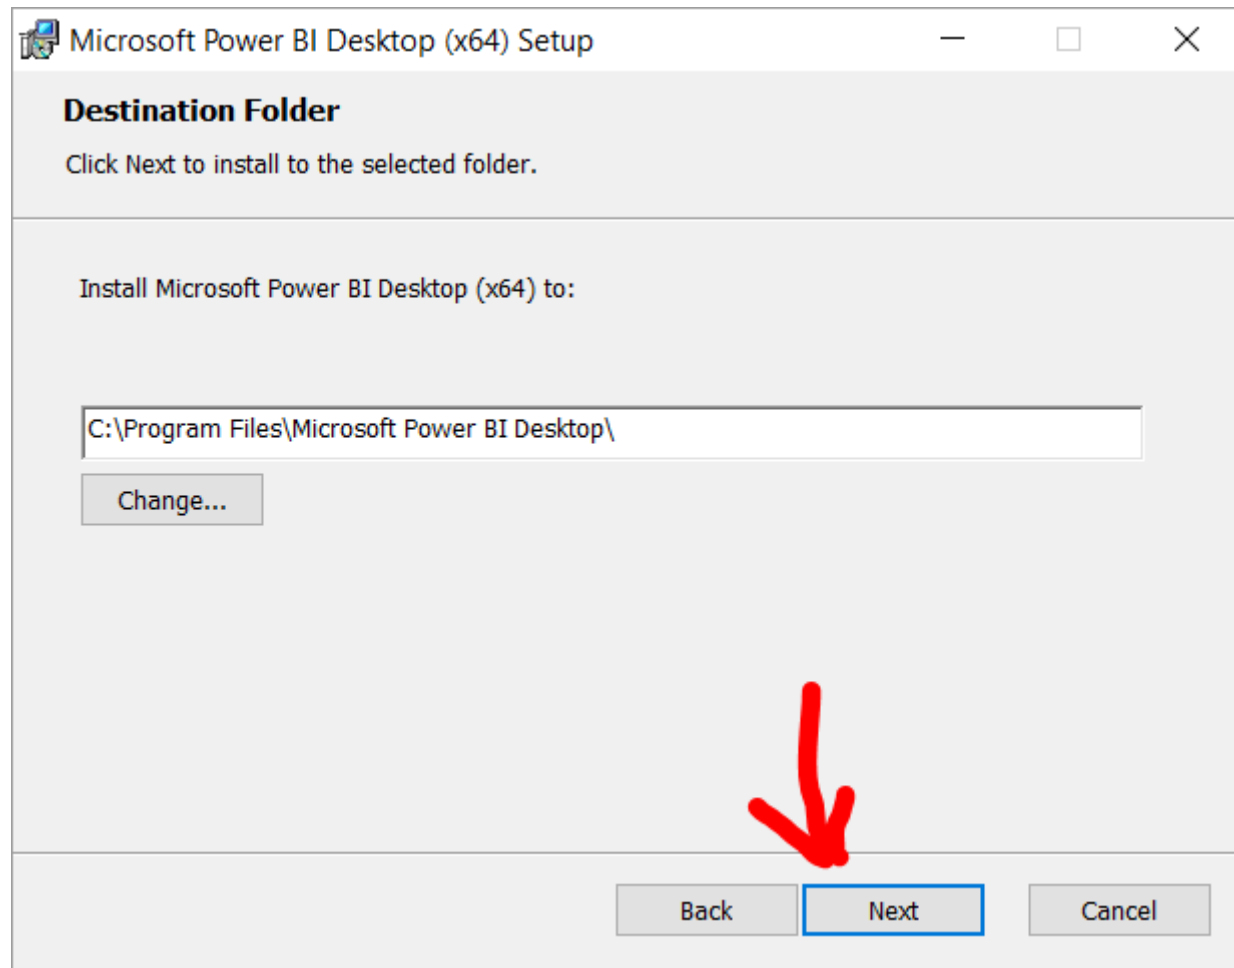 Microsoft Power BI Desktop (x64) Setup
Destination Folder
Click Next to install to the selected folder.
Install Microsoft Power BI Desktop (x64) to:
C:\Program Files\Microsoft Power BI Desktop\
Change...
Back Next Cancel